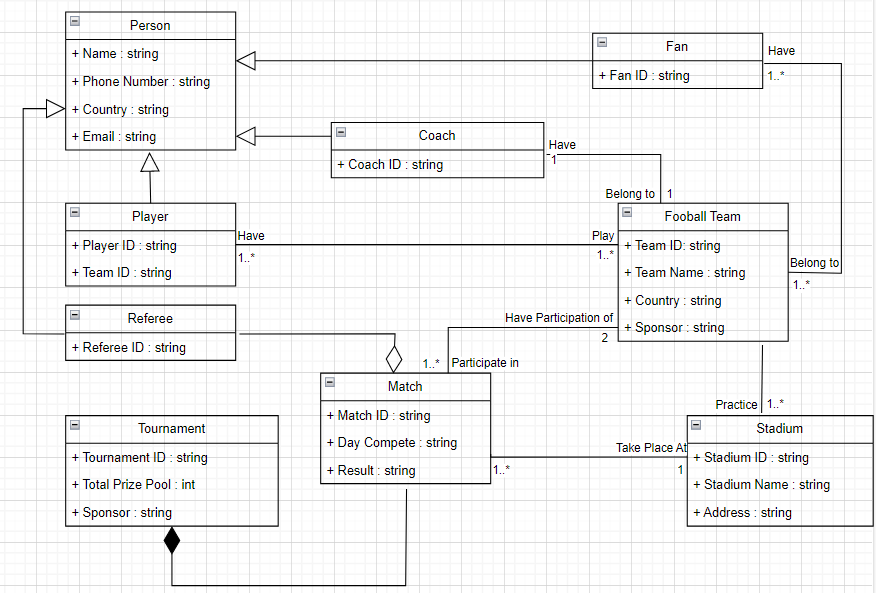 Person
+ Name : string
+ Phone Number : string
+ Country : string
+ Email : string
Fan
+ Fan ID : string
Have
1..*
Coach
+ Coach ID : string
Have
1
Belong to 1
Player
+ Player ID : string
+ Team ID : string
Have
1..*
Play
1..*
Fooball Team
+ Team ID: string
+ Team Name : string
+ Country : string
+ Sponsor : string
Belong to
1..*
Referee
+ Referee ID : string
Have Participation of
2
1..* Participate in
Match
+ Match ID : string
+ Day Compete : string
+ Result : string
Practice 1..*
Tournament
+ Tournament ID : string
+ Total Prize Pool : int
+ Sponsor : string
Take Place At
1..*
1
Stadium
+ Stadium ID : string
+ Stadium Name : string
+ Address : string